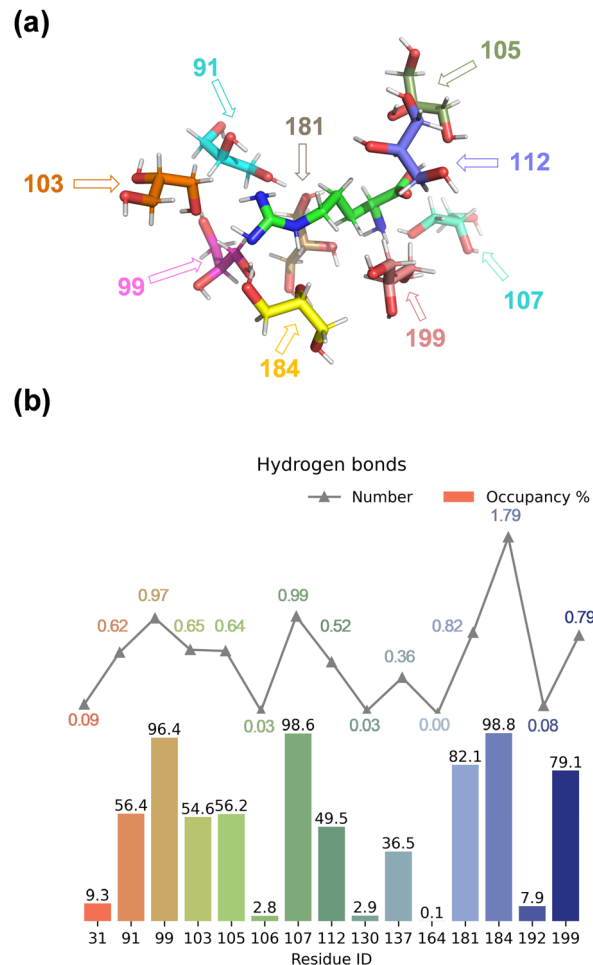 (a)
105
91
181
112
103
99
107
199
184
(b)
Hydrogen bonds
Number Occupancy %
1.79
0.97 0.99
0.62 0.65 0.64 0.82 0.79
0.52
0.36
0.09 0.03 0.03 0.00 0.08
96.4 98.6 98.8
82.1 79.1
56.4 54.6 56.2
49.5
36.5
9.3 2.8 2.9 0.1 7.9
31 91 99 103 105 106 107 112 130 137 164 181 184 192 199
Residue ID